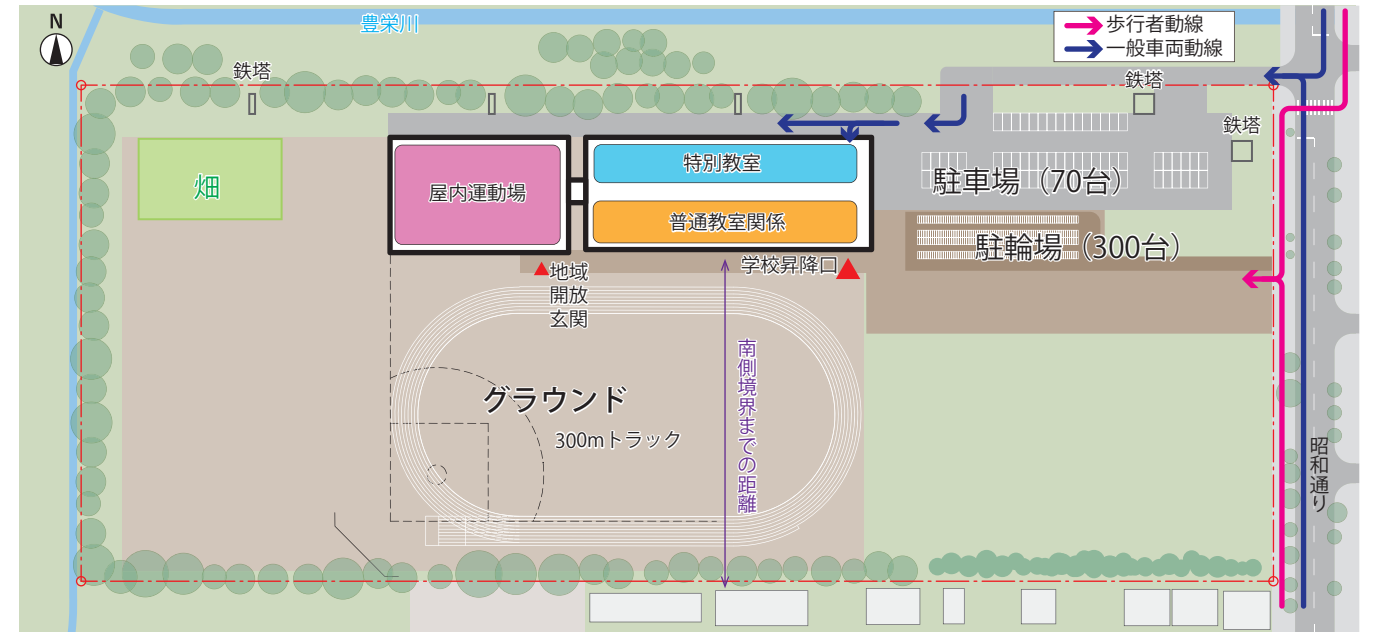 N
豊栄川
歩行者動線
一般車両動線
鉄塔
鉄塔
鉄塔
畑
屋内運動場
特別教室
普通教室関係
駐車場（70台）
駐輪場（300台）
学校昇降口
地域
開放
玄関
南側境界までの距離
グラウンド
300mトラック
昭和通り